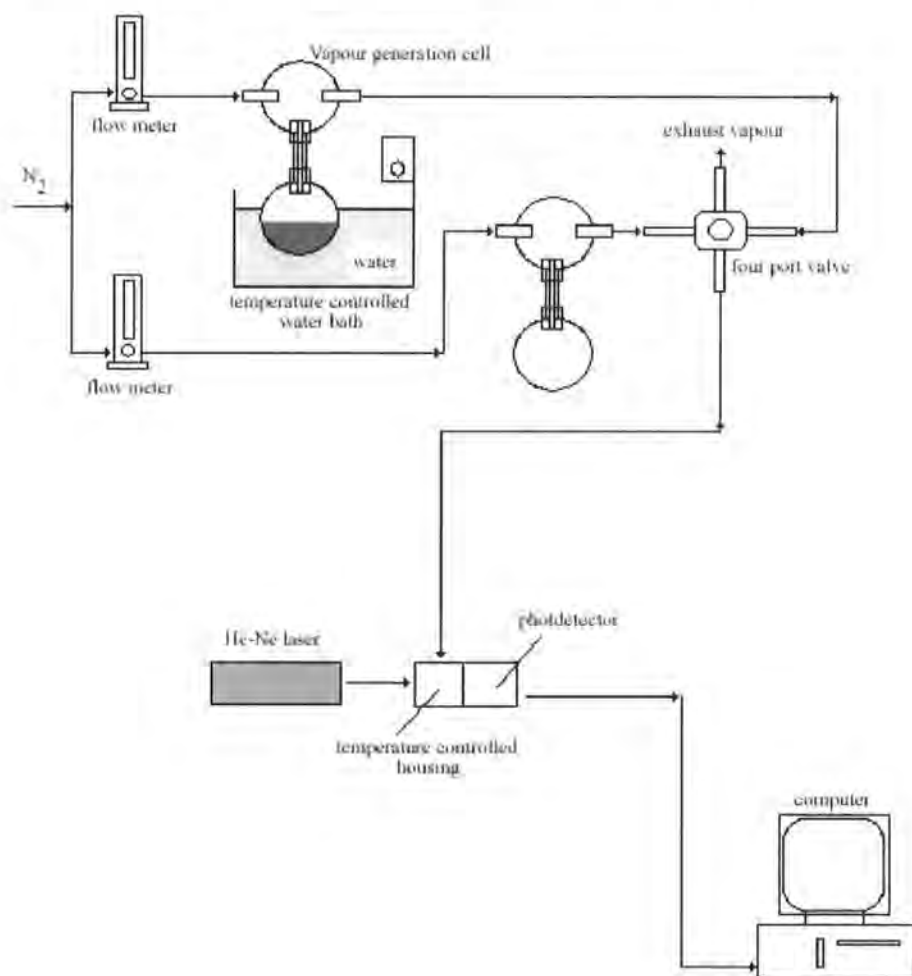 Vapour generation cell
flow meter
exhaust vapour
N2
water
four port valve
temperature controlled
water bath
flow meter
photdetector
He-Ne laser
temperature controlled
housing
computer